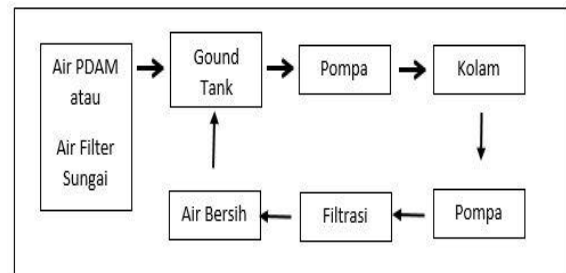 Air PDAM
atau
Air Filter
Sungai
Gound
Tank
Pompa
Kolam
Air Bersih
Filtrasi
Pompa